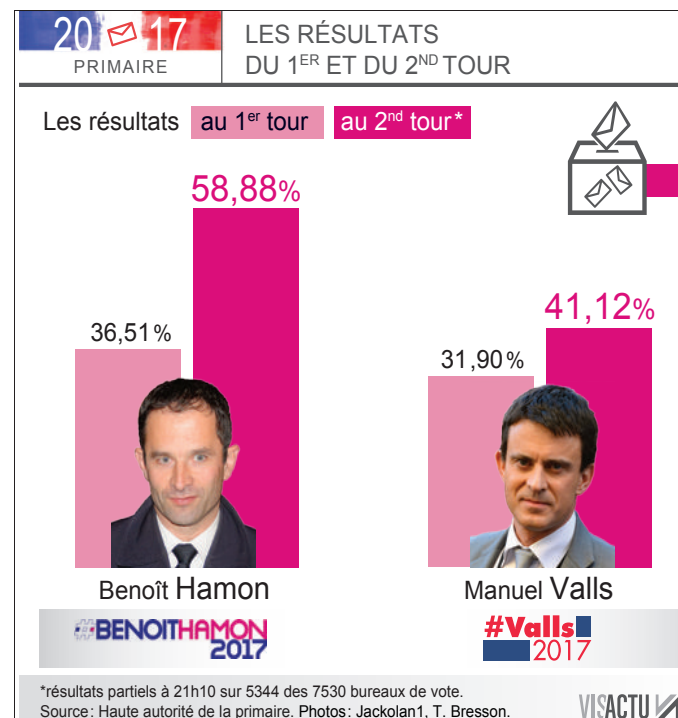 20 17
PRIMAIRE
LES RÉSULTATS
DU 1ER ET DU 2ND TOUR
Les résultats au 1er tour au 2nd tour*
58,88%
36,51%
41,12%
31,90%
Benoît Hamon
Manuel Valls
#BENOITHAMON
2017
#Valls
2017
*résultats partiels à 21h10 sur 5344 des 7530 bureaux de vote.
Source: Haute autorité de la primaire. Photos: Jackolan1, T. Bresson.
VISACTU